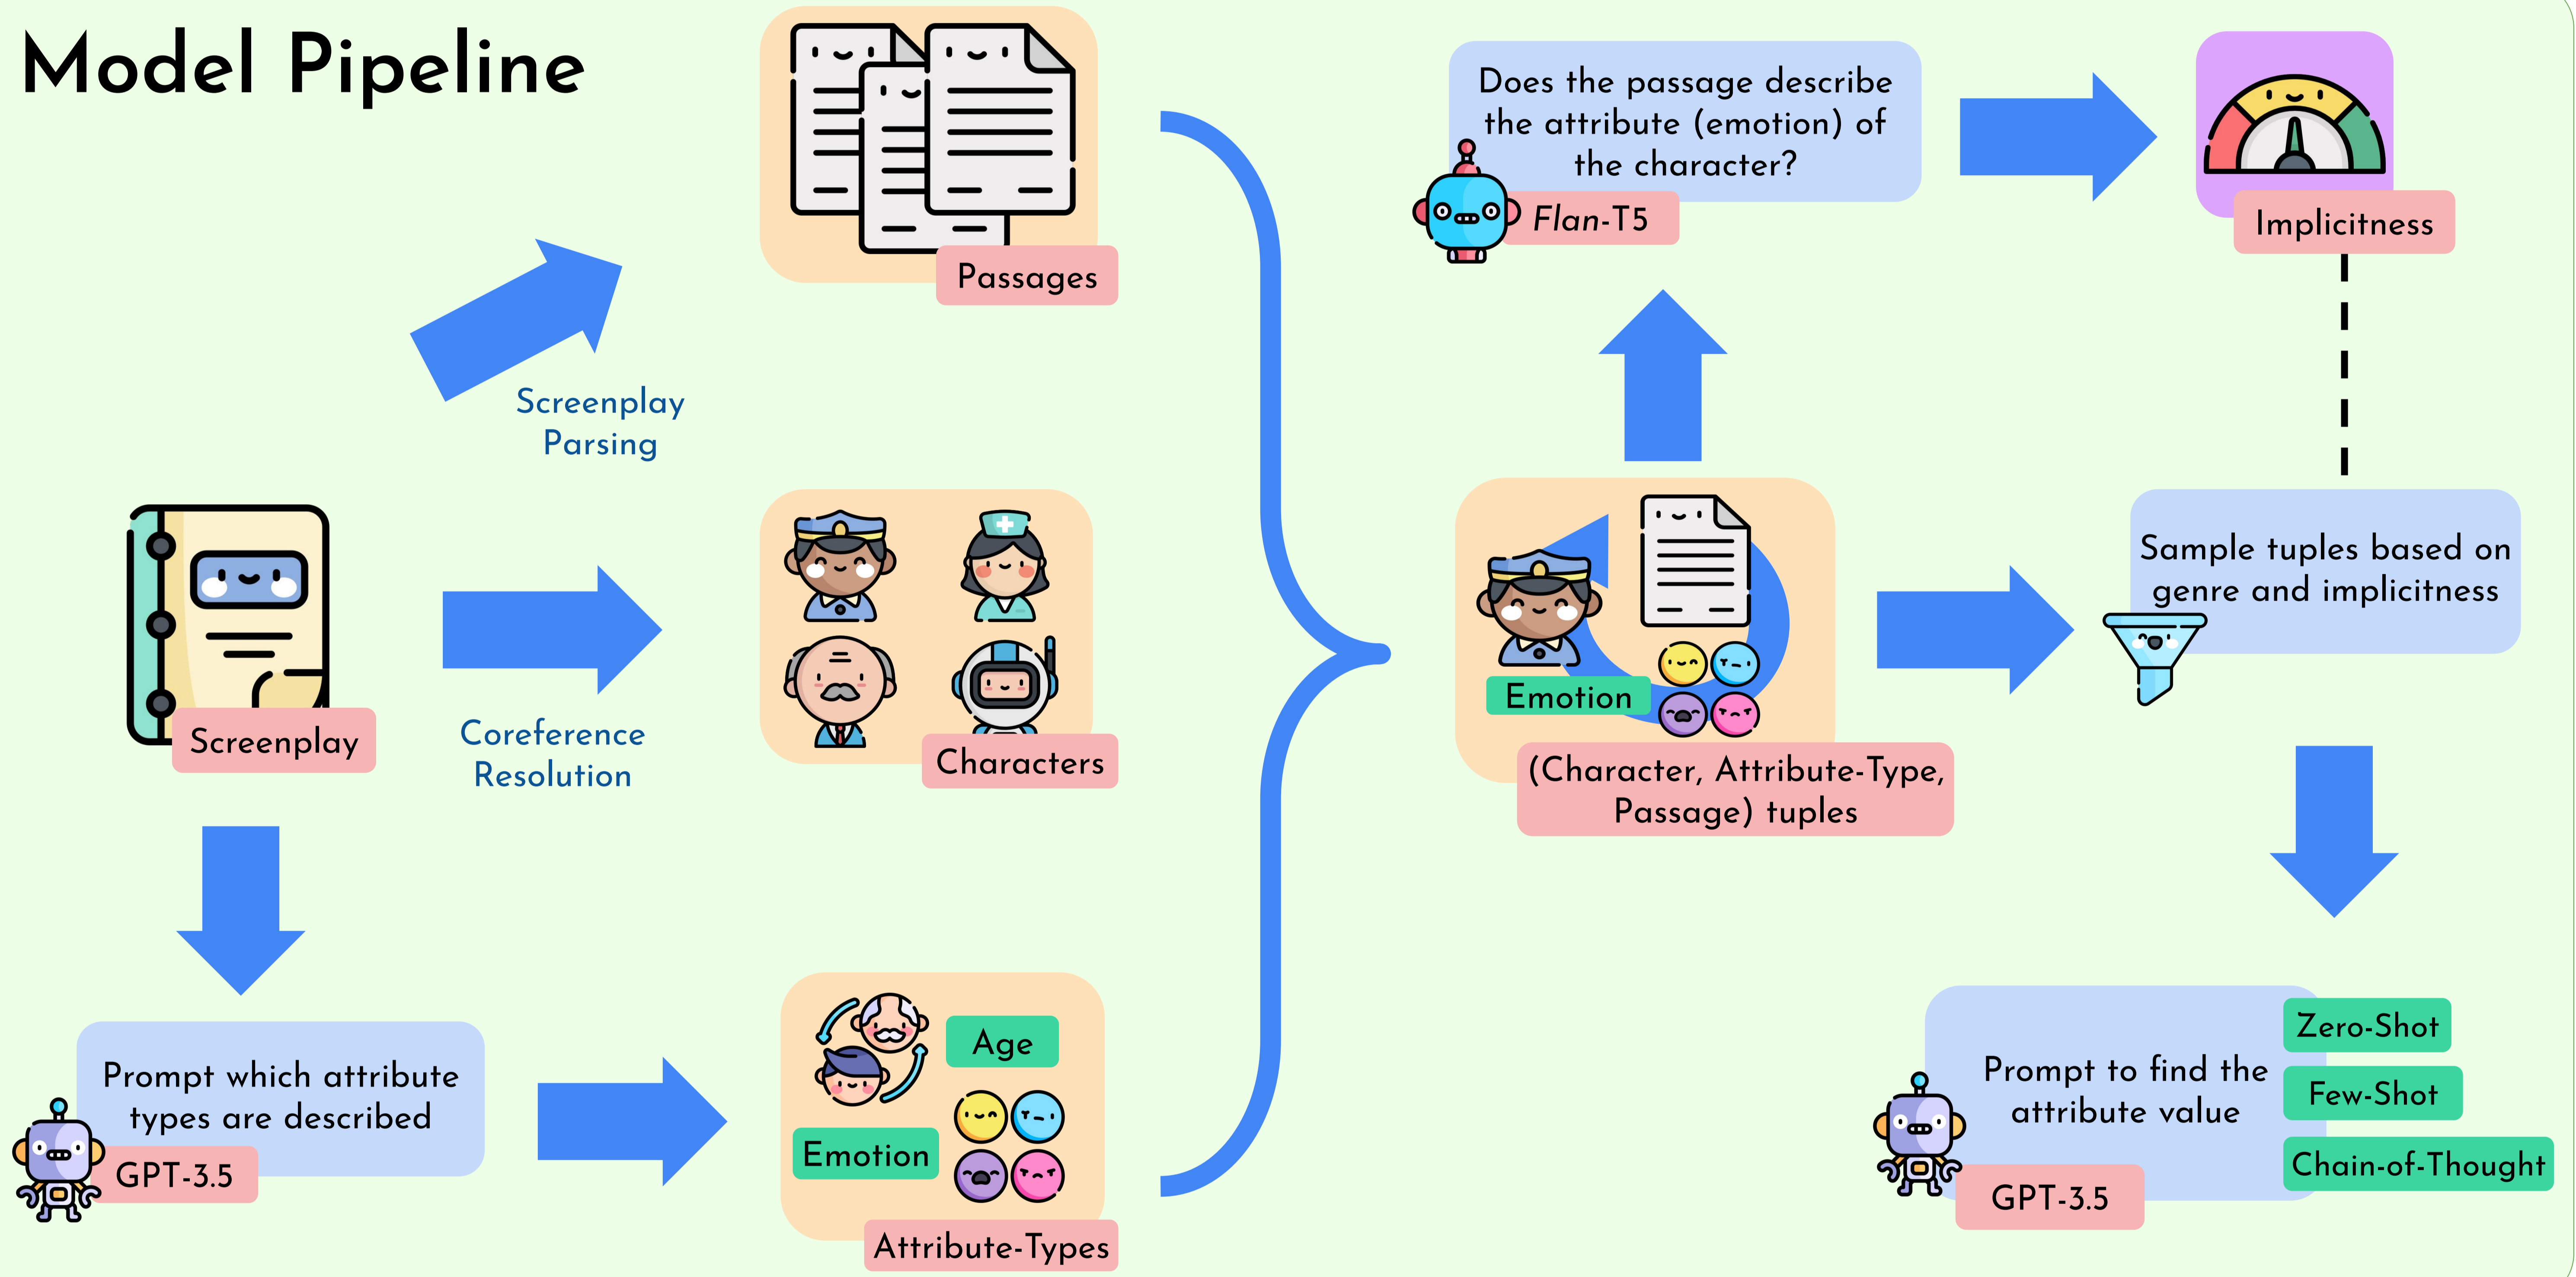 Model Pipeline
Passages
Screenplay
Parsing
Screenplay
Coreference
Resolution
Characters
Prompt which attribute
types are described
GPT-3.5
Age
Emotion
Attribute-Types
Does the passage describe
the attribute (emotion) of
the character?
Flan-T5
Implicitness
Emotion
(Character, Attribute-Type,
Passage) tuples
Sample tuples based on
genre and implicitness
Prompt to find the
attribute value
GPT-3.5
Zero-Shot
Few-Shot
Chain-of-Thought